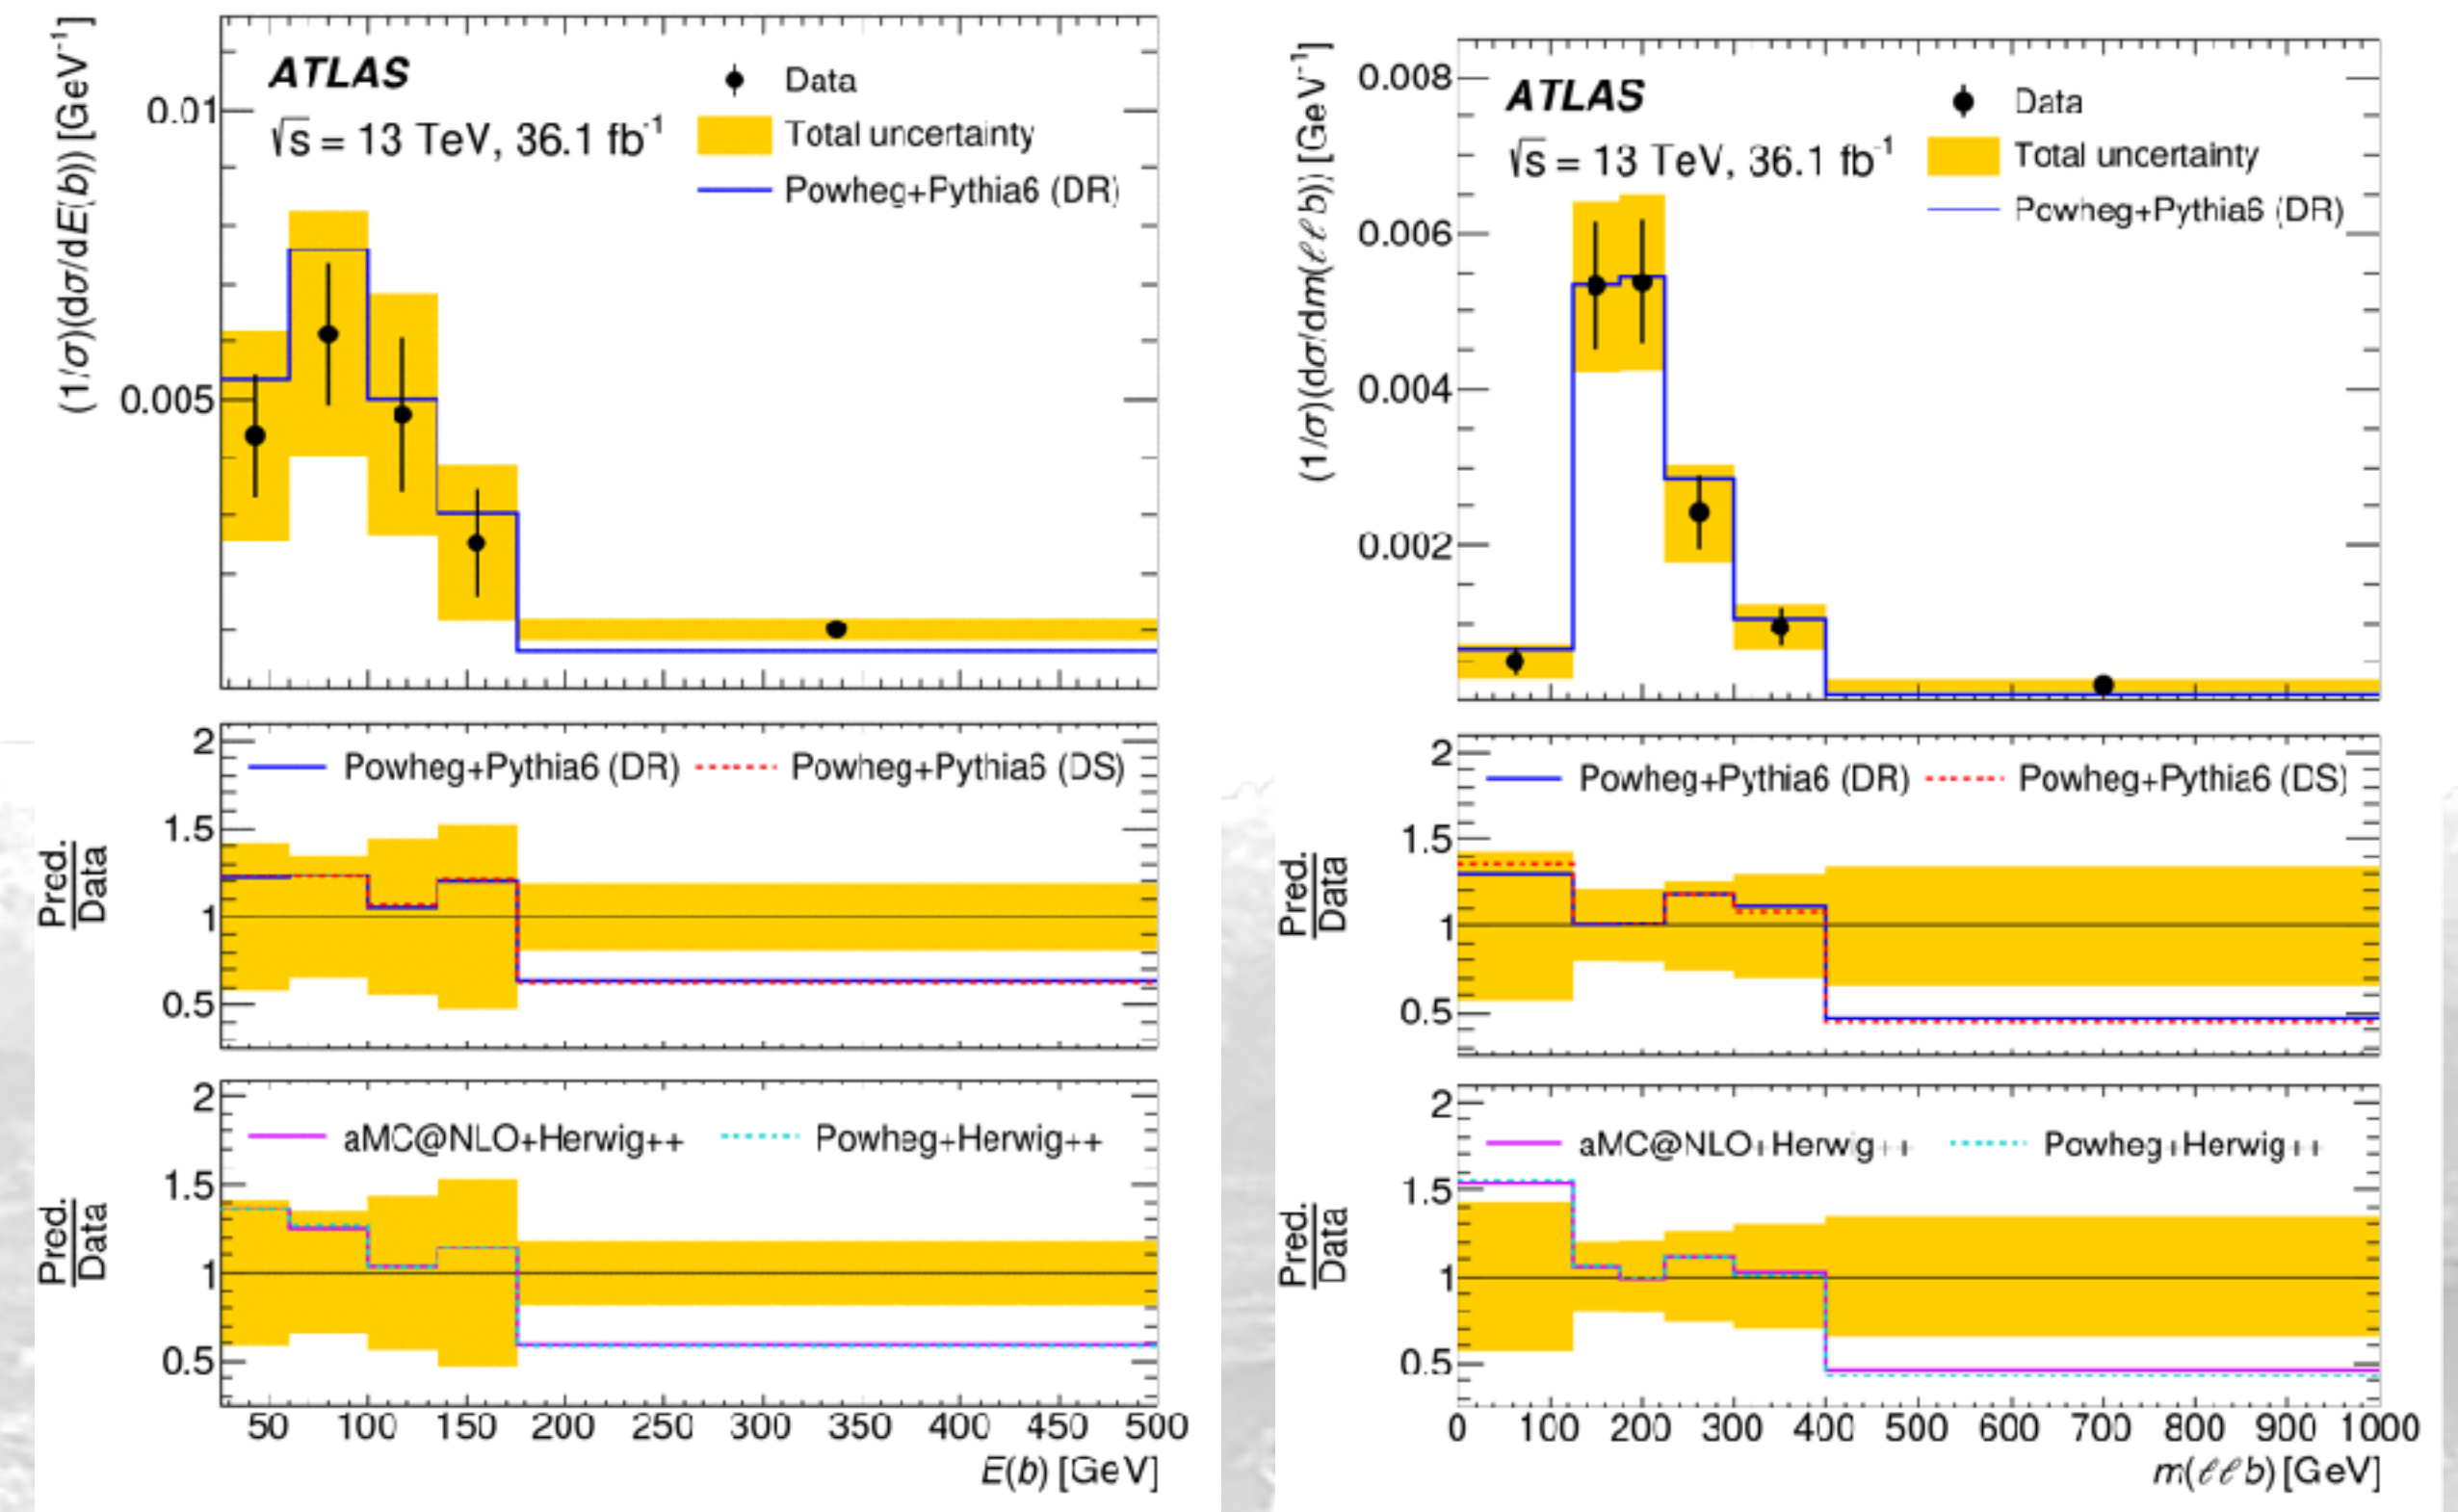 (1/σ)(dσ/dE(b)) [GeV⁻¹]
ATLAS
√s = 13 TeV, 36.1 fb⁻¹
Data
Total uncertainty
Powheg+Pythia6 (DR)
0.01
0.005
Pred.
Data
2
1.5
1
0.5
Powheg+Pythia6 (DR)
Powheg+Pythia6 (DS)
Pred.
Data
2
1.5
1
0.5
aMC@NLO+Herwig++
Powheg+Herwig++
50 100 150 200 250 300 350 400 450 500
E(b) [GeV]
(1/σ)(dσ/dm(ℓℓb)) [GeV⁻¹]
ATLAS
√s = 13 TeV, 36.1 fb⁻¹
Data
Total uncertainty
Powheg+Pythia6 (DR)
0.008
0.006
0.004
0.002
Pred.
Data
2
1.5
1
0.5
Powheg+Pythia6 (DR)
Powheg+Pythia6 (DS)
Pred.
Data
2
1.5
1
0.5
aMC@NLO+Herwig++
Powheg+Herwig++
0 100 200 300 400 500 600 700 800 900 1000
m(ℓℓb) [GeV]